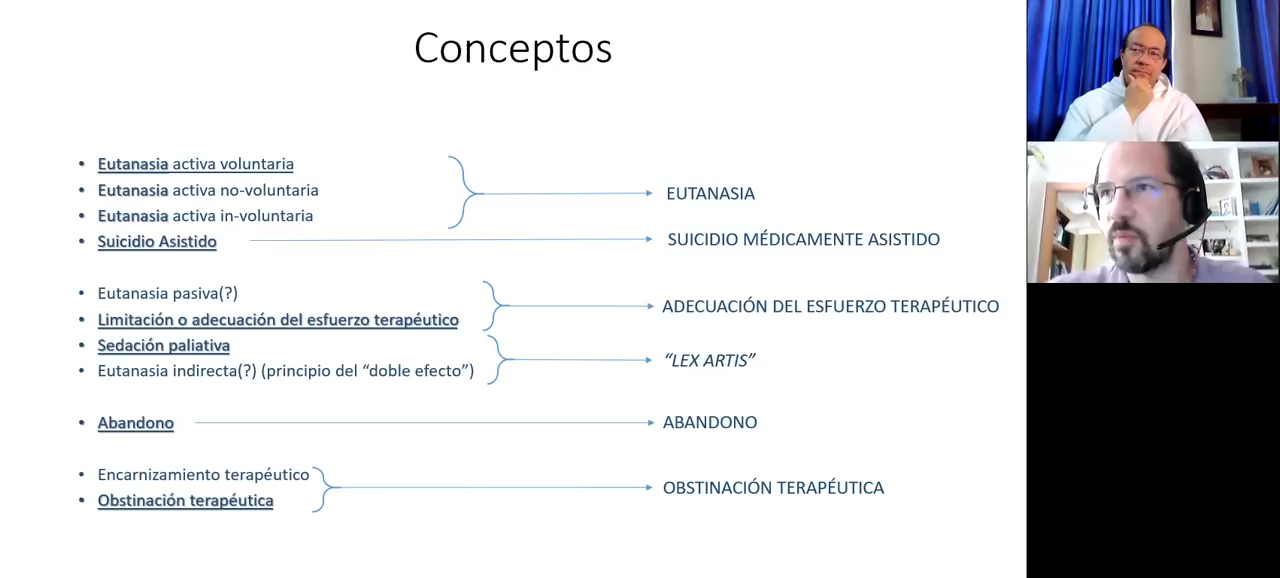 Conceptos
• Eutanasia activa voluntaria
• Eutanasia activa no-voluntaria
• Eutanasia activa in-voluntaria
EUTANASIA
• Suicidio Asistido
SUICIDIO MÉDICAMENTE ASISTIDO
• Eutanasia pasiva(?)
• Limitación o adecuación del esfuerzo terapéutico
ADECUACIÓN DEL ESFUERZO TERAPÉUTICO
• Sedación paliativa
• Eutanasia indirecta(?) (principio del “doble efecto”)
“LEX ARTIS”
• Abandono
ABANDONO
• Encarnizamiento terapéutico
• Obstinación terapéutica
OBSTINACIÓN TERAPÉUTICA